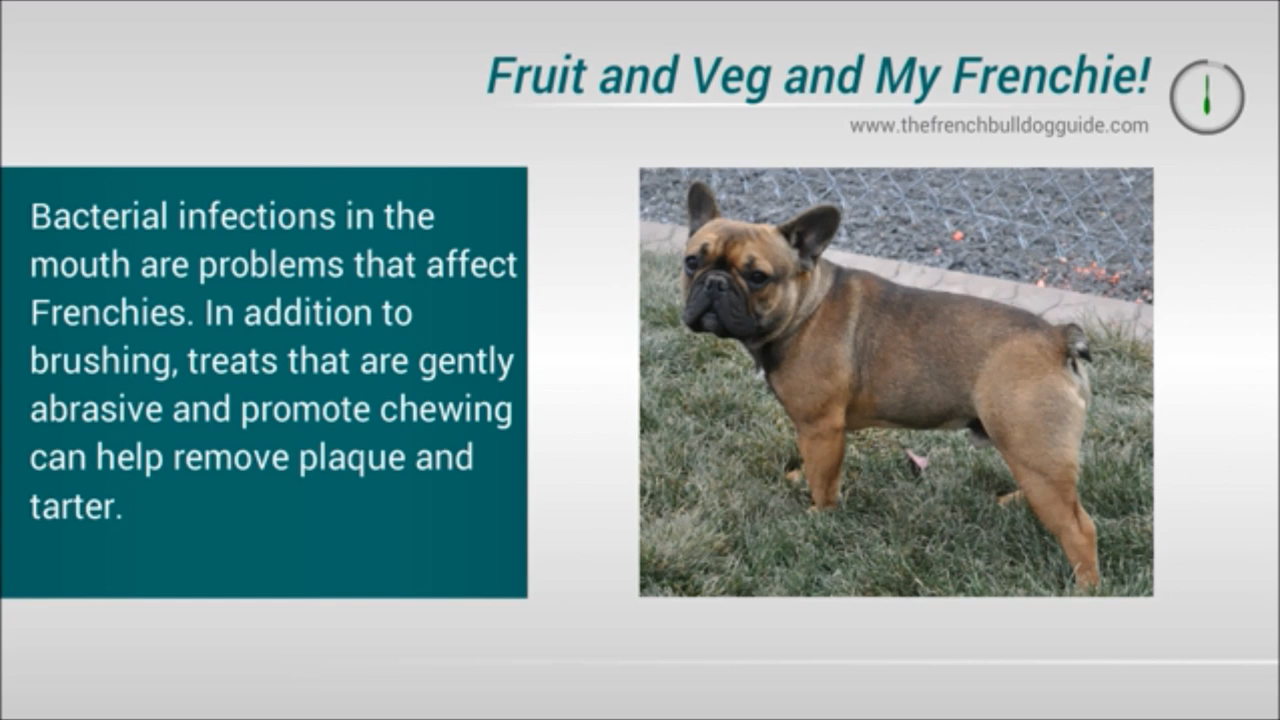 Fruit and Veg and My Frenchie!
www.thefrenchbulldogguide.com
Bacterial infections in the
mouth are problems that affect
Frenchies. In addition to
brushing, treats that are gently
abrasive and promote chewing
can help remove plaque and
tarter.